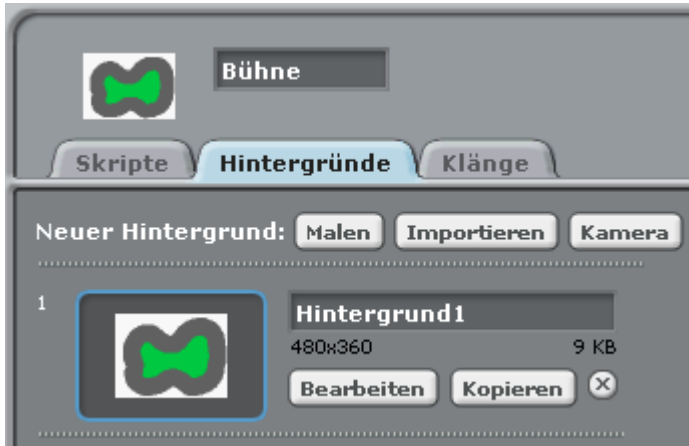 Bühne
Skripte Hintergründe Klänge
Neuer Hintergrund: Malen Importieren Kamera
1
Hintergrund1
480x360 9 KB
Bearbeiten Kopieren